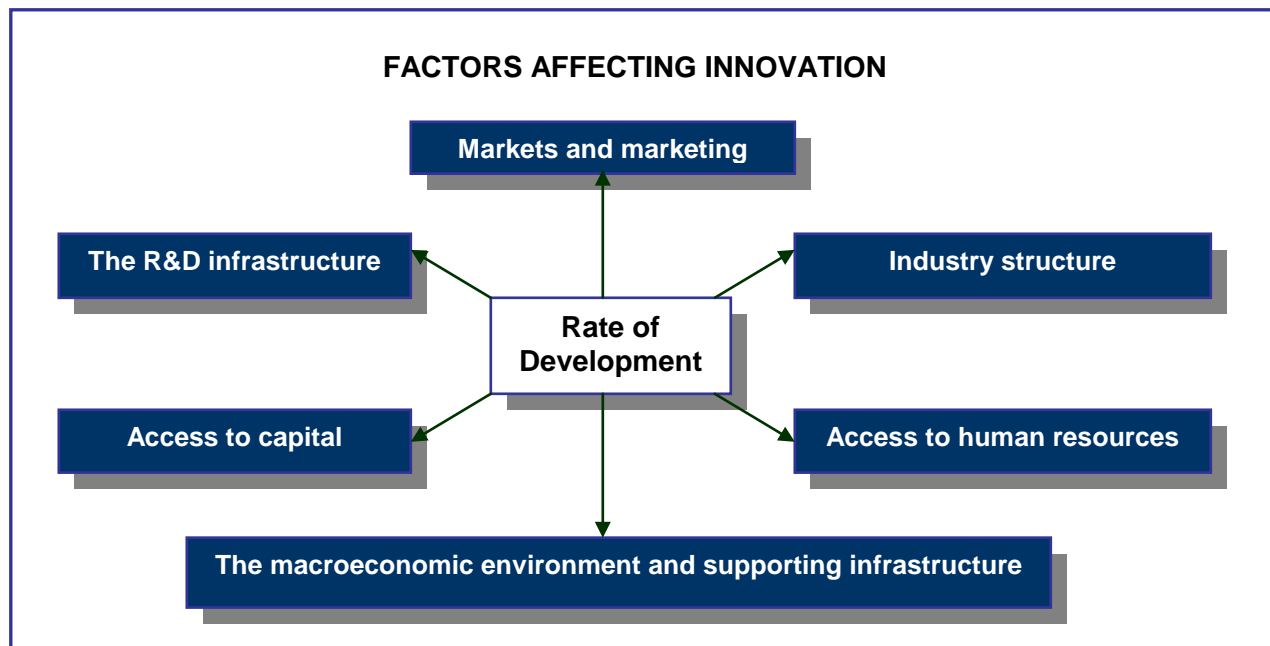 FACTORS AFFECTING INNOVATION
Markets and marketing
The R&D infrastructure
Industry structure
Rate of
Development
Access to capital
Access to human resources
The macroeconomic environment and supporting infrastructure